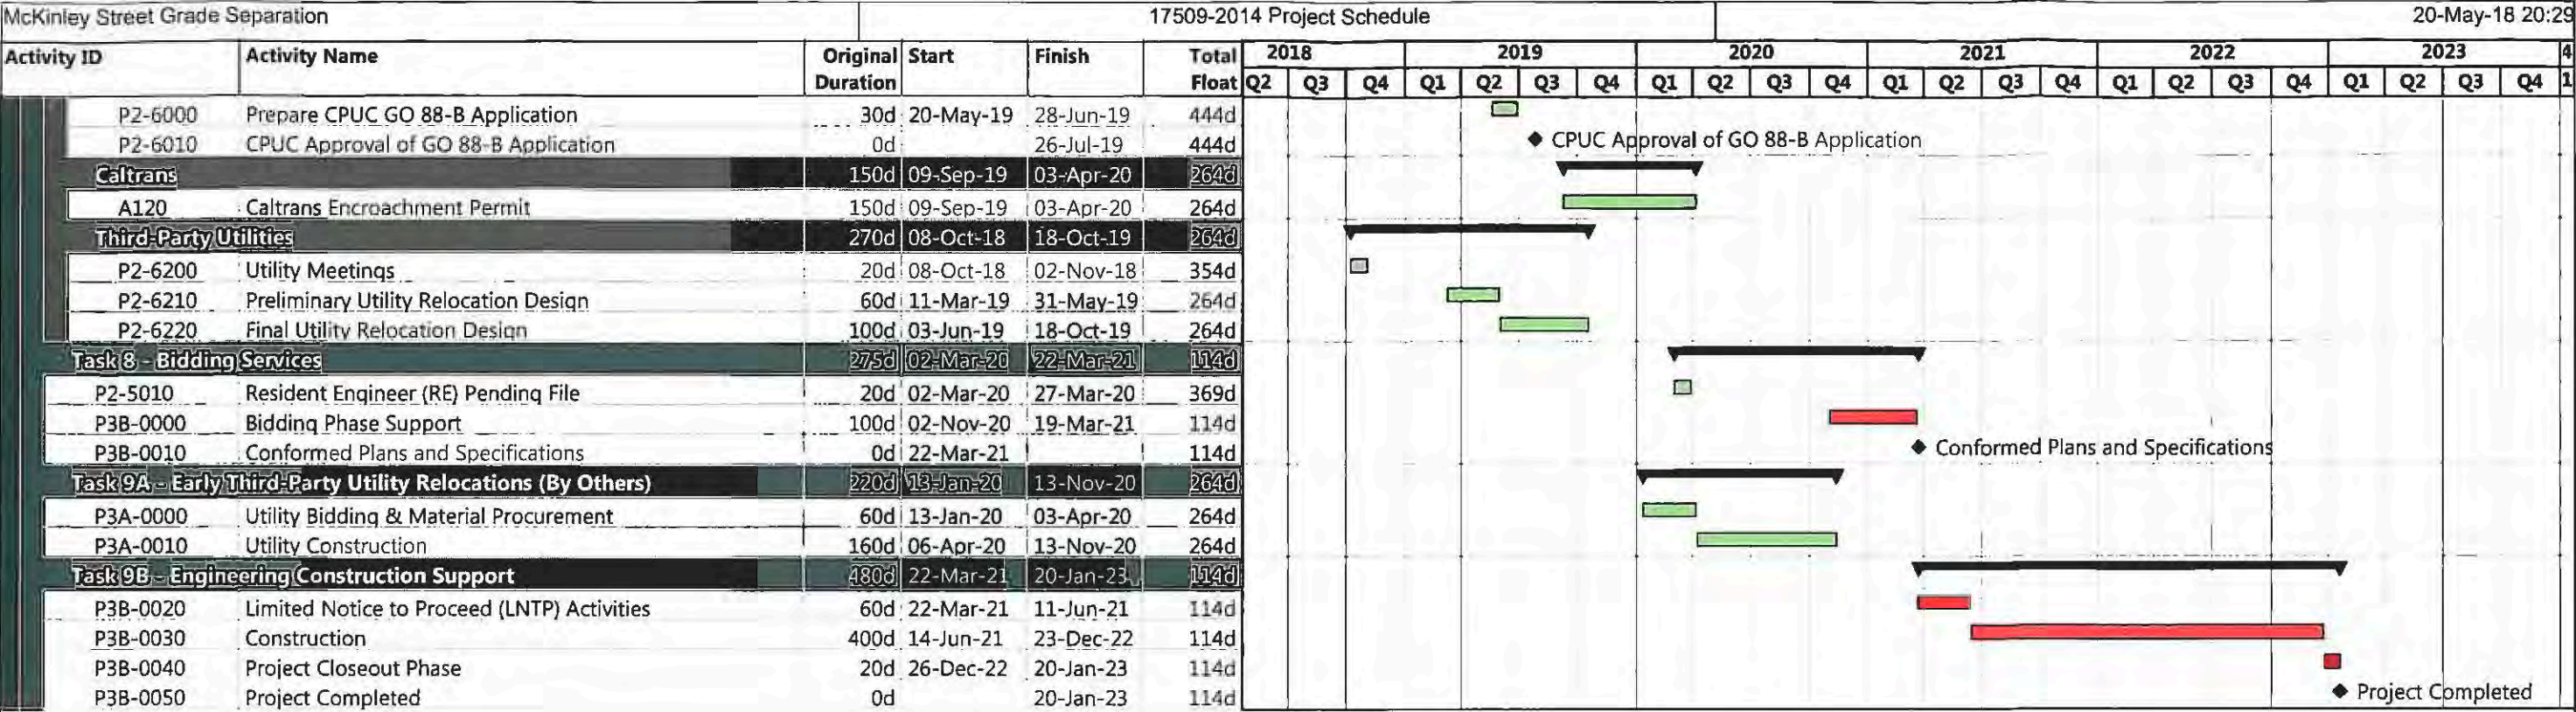 McKinley Street Grade Separation 17509-2014 Project Schedule 20-May-18 20:29
Activity ID Activity Name Original Start Finish Total 2018 2019 2020 2021 2022 2023 4
Duration Float Q2 Q3 Q4 Q1 Q2 Q3 Q4 Q1 Q2 Q3 Q4 Q1 Q2 Q3 Q4 Q1 Q2 Q3 Q4 Q1 Q2 Q3 Q4 1
P2-6000 Prepare CPUC GO 88-B Application 30d 20-May-19 28-Jun-19 444d
P2-6010 CPUC Approval of GO 88-B Application 0d 26-Jul-19 444d CPUC Approval of GO 88-B Application
Caltrans 150d 09-Sep-19 03-Apr-20 264d
A120 Caltrans Encroachment Permit 150d 09-Sep-19 03-Apr-20 264d
Third-Party Utilities 270d 08-Oct-18 18-Oct-19 264d
P2-6200 Utility Meetings 20d 08-Oct-18 02-Nov-18 354d
P2-6210 Preliminary Utility Relocation Design 60d 11-Mar-19 31-May-19 264d
P2-6220 Final Utility Relocation Design 100d 03-Jun-19 18-Oct-19 264d
Task 8 - Bidding Services 275d 02-Mar-20 22-Mar-21 114d
P2-5010 Resident Engineer (RE) Pending File 20d 02-Mar-20 27-Mar-20 369d
P3B-0000 Bidding Phase Support 100d 02-Nov-20 19-Mar-21 114d
P3B-0010 Conformed Plans and Specifications 0d 22-Mar-21 114d Conformed Plans and Specifications
Task 9A - Early Third-Party Utility Relocations (By Others) 220d 13-Jan-20 13-Nov-20 264d
P3A-0000 Utility Bidding & Material Procurement 60d 13-Jan-20 03-Apr-20 264d
P3A-0010 Utility Construction 160d 06-Apr-20 13-Nov-20 264d
Task 9B - Engineering Construction Support 480d 22-Mar-21 20-Jan-23 114d
P3B-0020 Limited Notice to Proceed (LNTP) Activities 60d 22-Mar-21 11-Jun-21 114d
P3B-0030 Construction 400d 14-Jun-21 23-Dec-22 114d
P3B-0040 Project Closeout Phase 20d 26-Dec-22 20-Jan-23 114d
P3B-0050 Project Completed 0d 20-Jan-23 114d Project Completed